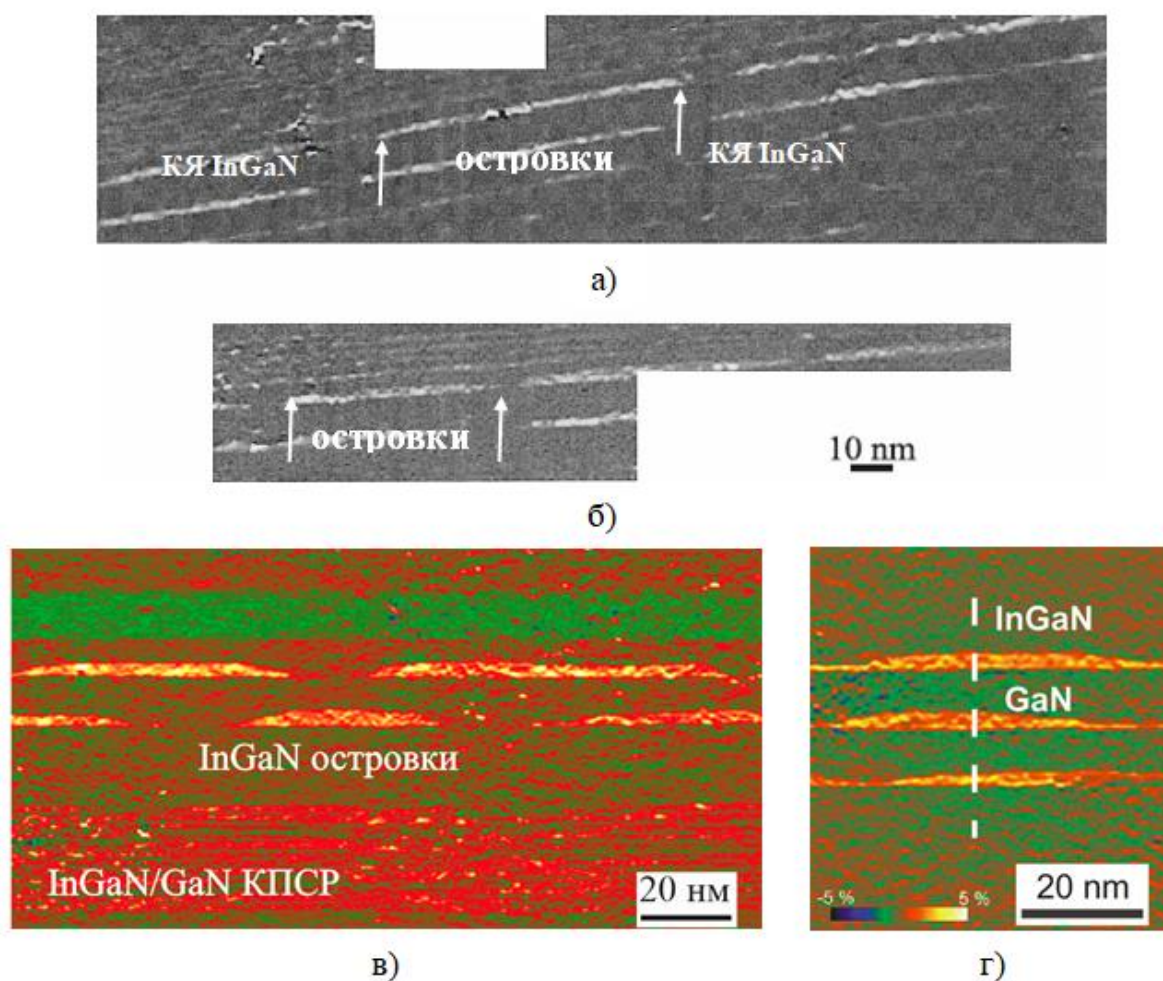 КЯ InGaN
островки
КЯ InGaN
а)
островки
10 nm
б)
InGaN островки
InGaN/GaN КПСР
20 нм
в)
InGaN
GaN
-5 %
5 %
20 nm
г)